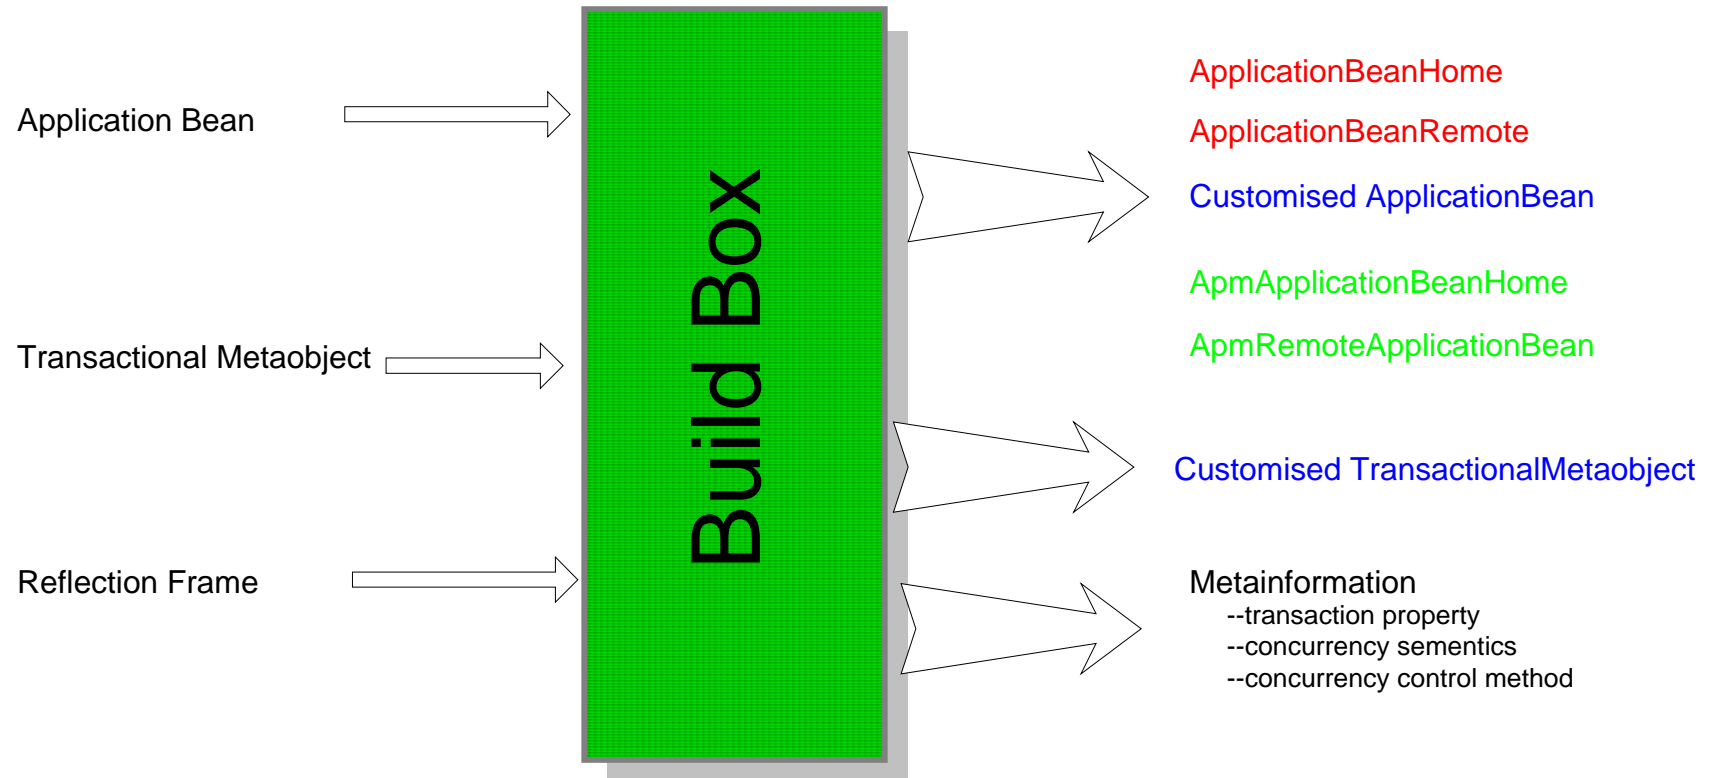 Application Bean
Transactional Metaobject
Reflection Frame
Build Box
ApplicationBeanHome
ApplicationBeanRemote
Customised ApplicationBean
ApmApplicationBeanHome
ApmRemoteApplicationBean
Customised TransactionalMetaobject
Metainformation
--transaction property
--concurrency sementics
--concurrency control method